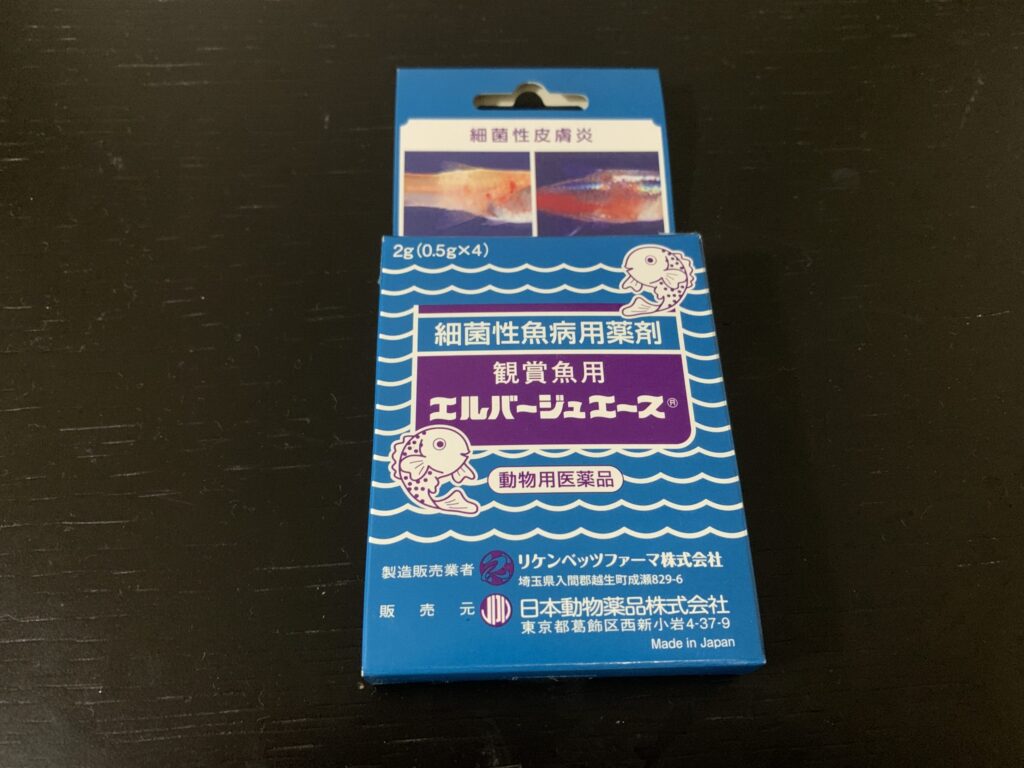 細菌性皮膚炎
2g(0.5g×4)
細菌性魚病用薬剤
観賞魚用
エルバージュエース®
動物用医薬品
製造販売業者 リケンベッツファーマ株式会社
埼玉県入間郡越生町成瀬829-6
販売元 日本動物薬品株式会社
東京都葛飾区西新小岩4-37-9
Made in Japan